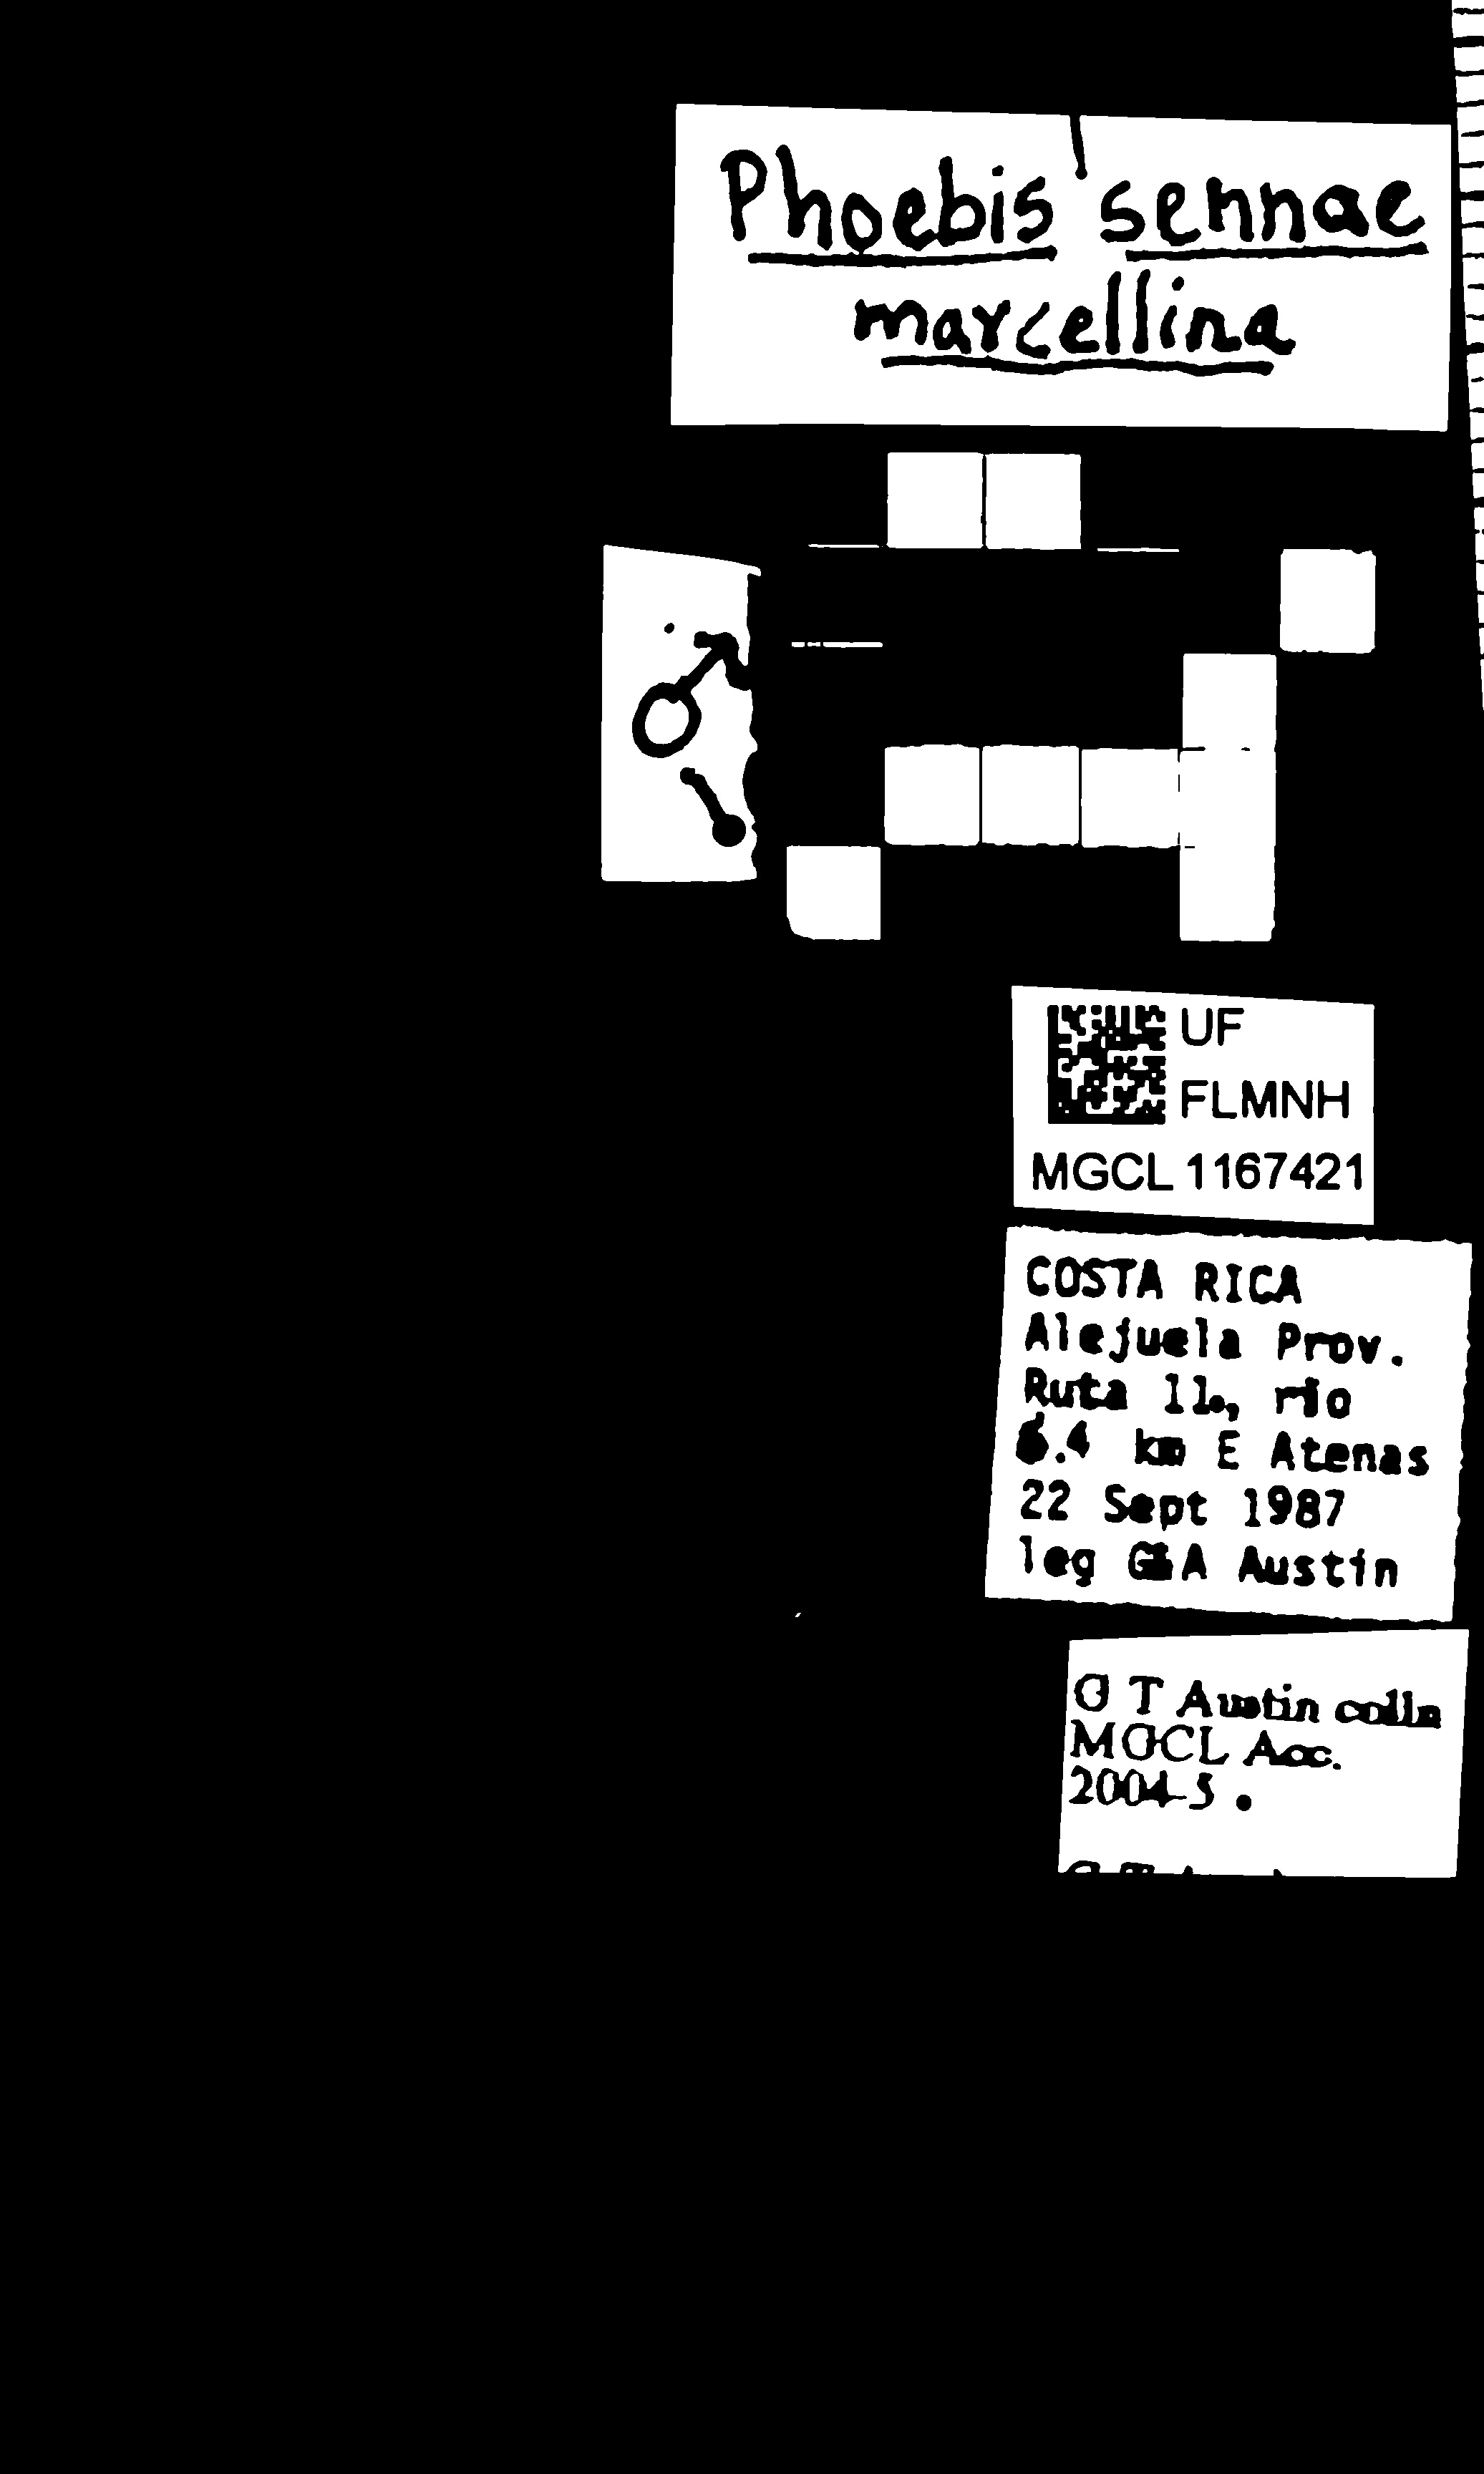 Phoebis sennae
marcellina
♂
UF
FLMNH
MGCL 1167421
COSTA RICA
Alejuela Prov.
Ruta rio
6.4 km E Atenas
22 Sept 1987
leg Austin
G T Austin colln
MGCL Acc.
2004-5